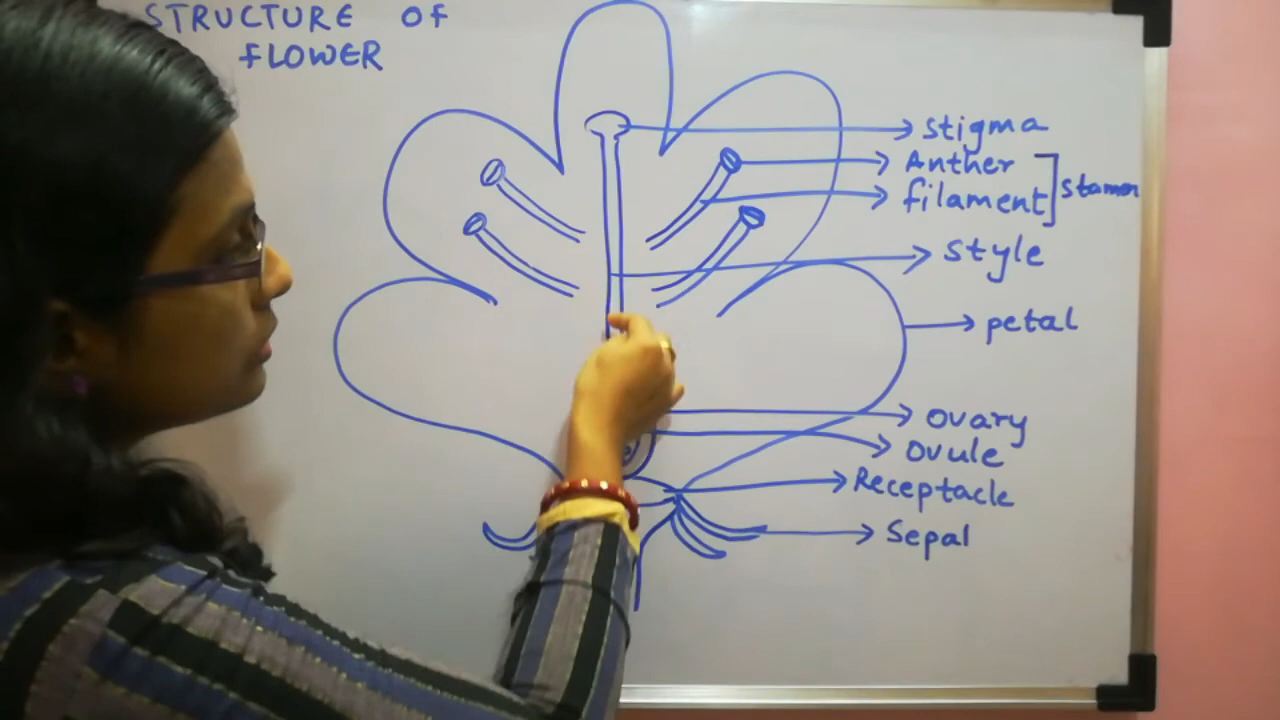 STRUCTURE OF
FLOWER
stigma
Anther
filament
stamen
style
petal
ovary
ovule
Receptacle
Sepal